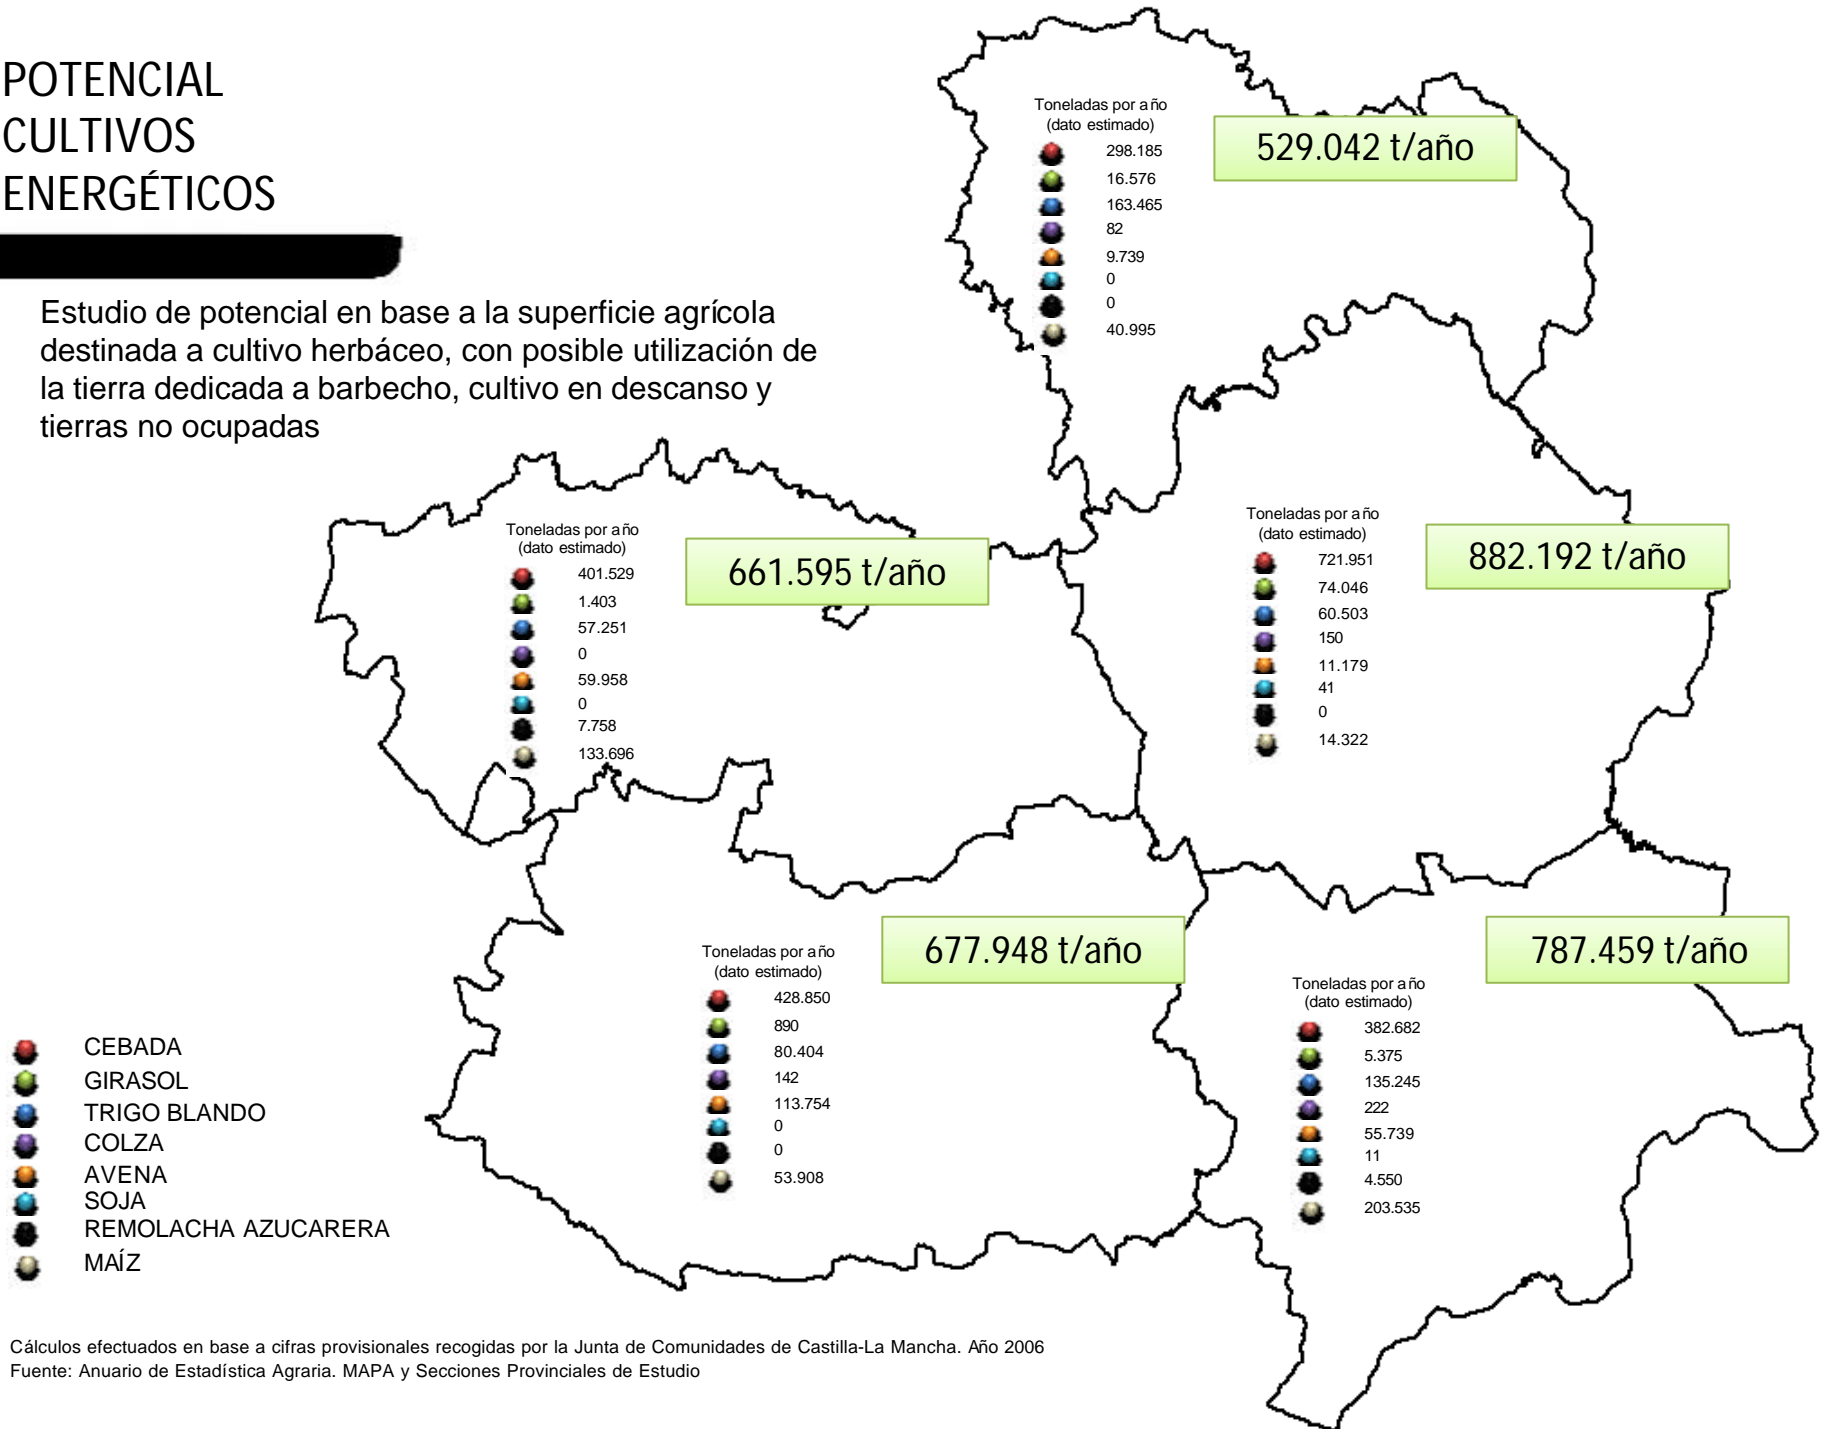 POTENCIAL
CULTIVOS
ENERGÉTICOS
Estudio de potencial en base a la superficie agrícola
destinada a cultivo herbáceo, con posible utilización de
la tierra dedicada a barbecho, cultivo en descanso y
tierras no ocupadas
Toneladas por año
(dato estimado)
298.185
16.576
163.465
82
9.739
0
0
40.995
529.042 t/año
Toneladas por año
(dato estimado)
401.529
1.403
57.251
0
59.958
0
7.758
133.696
661.595 t/año
Toneladas por año
(dato estimado)
721.951
74.046
60.503
150
11.179
41
0
14.322
882.192 t/año
Toneladas por año
(dato estimado)
428.850
890
80.404
142
113.754
0
0
53.908
677.948 t/año
Toneladas por año
(dato estimado)
382.682
5.375
135.245
222
55.739
11
4.550
203.535
787.459 t/año
CEBADA
GIRASOL
TRIGO BLANDO
COLZA
AVENA
SOJA
REMOLACHA AZUCARERA
MAÍZ
Cálculos efectuados en base a cifras provisionales recogidas por la Junta de Comunidades de Castilla-La Mancha. Año 2006
Fuente: Anuario de Estadística Agraria. MAPA y Secciones Provinciales de Estudio